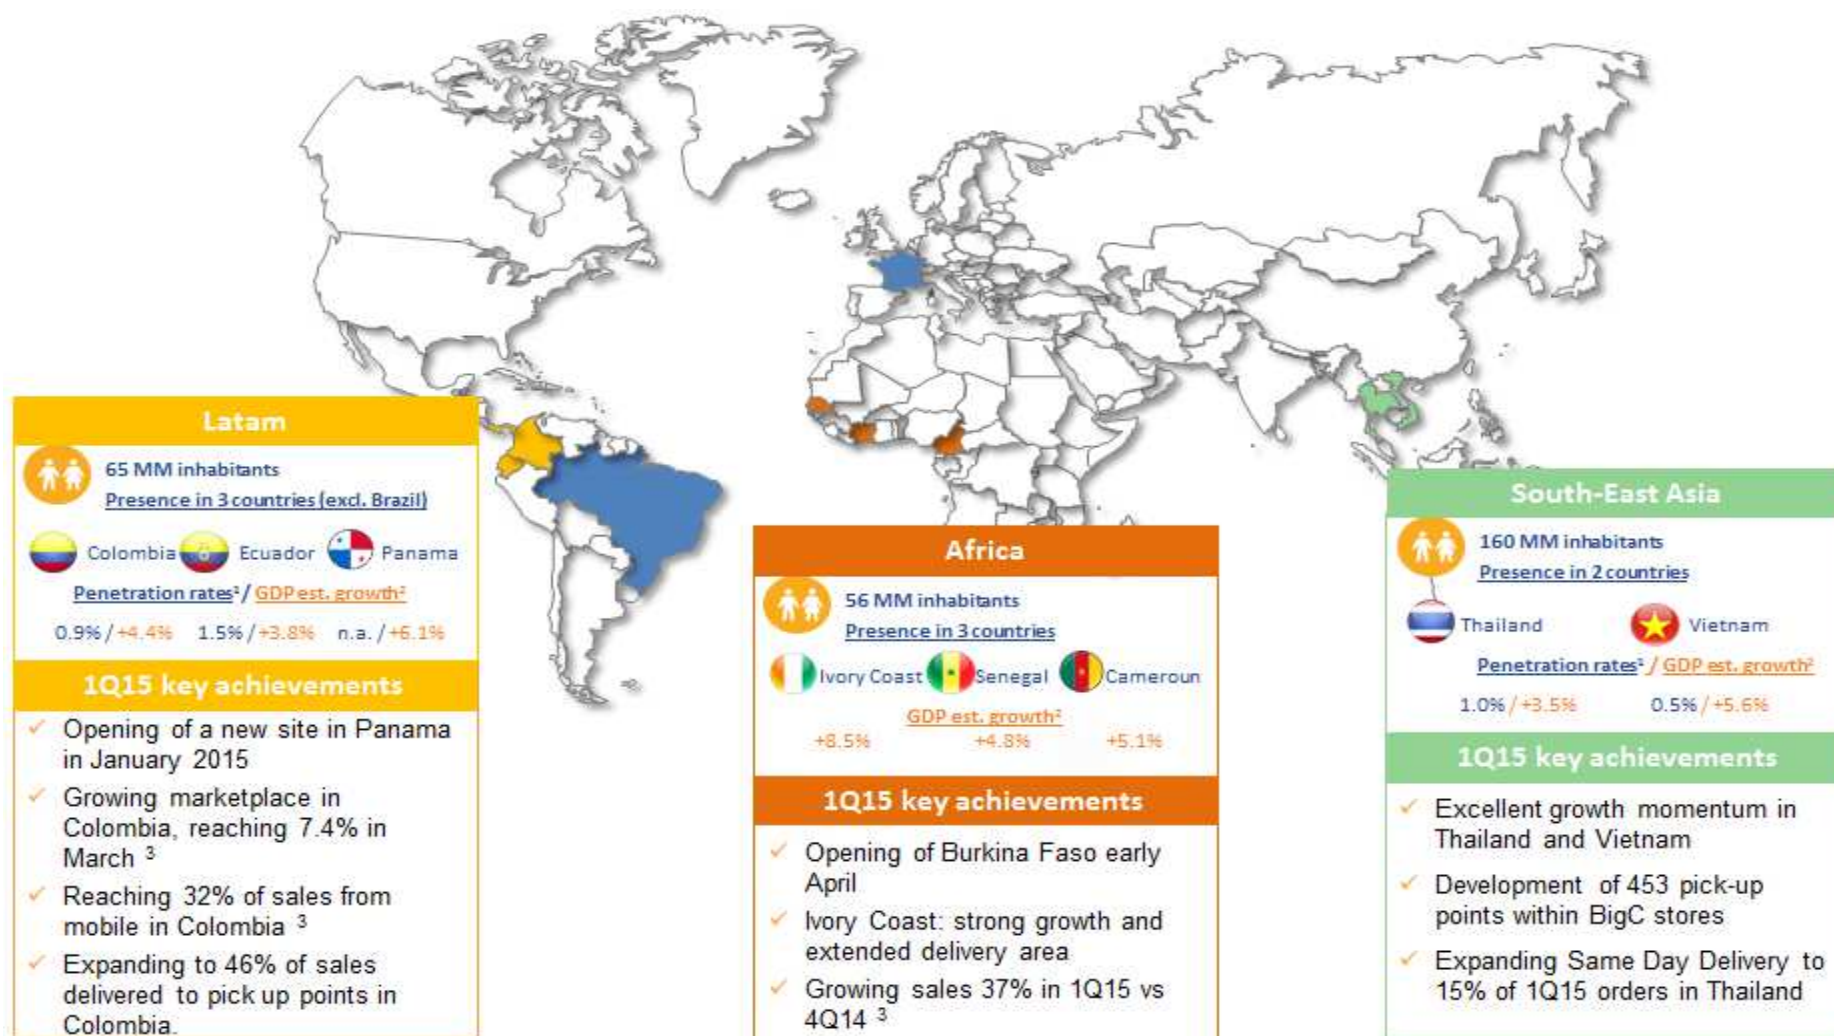 Latam
65 MM inhabitants
Presence in 3 countries (excl. Brazil)
Colombia Ecuador Panama
Penetration rates¹ / GDP est. growth²
0.9% / +4.4% 1.5% / +3.8% n.a. / +6.1%
1Q15 key achievements
✓ Opening of a new site in Panama
in January 2015
✓ Growing marketplace in
Colombia, reaching 7.4% in
March ³
✓ Reaching 32% of sales from
mobile in Colombia ³
✓ Expanding to 46% of sales
delivered to pick up points in
Colombia.
Africa
56 MM inhabitants
Presence in 3 countries
Ivory Coast Senegal Cameroun
GDP est. growth²
+8.5% +4.8% +5.1%
1Q15 key achievements
✓ Opening of Burkina Faso early
April
✓ Ivory Coast: strong growth and
extended delivery area
✓ Growing sales 37% in 1Q15 vs
4Q14 ³
South-East Asia
160 MM inhabitants
Presence in 2 countries
Thailand Vietnam
Penetration rates¹ / GDP est. growth²
1.0% / +3.5% 0.5% / +5.6%
1Q15 key achievements
✓ Excellent growth momentum in
Thailand and Vietnam
✓ Development of 453 pick-up
points within BigC stores
✓ Expanding Same Day Delivery to
15% of 1Q15 orders in Thailand